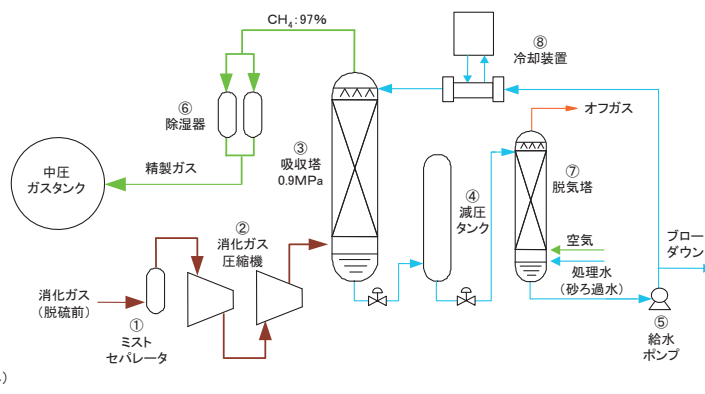 CH₄：97%
⑧
冷却装置
⑥
除湿器
オフガス
③
吸収塔
0.9MPa
⑦
脱気塔
中圧
ガスタンク
精製ガス
④
減圧
タンク
②
消化ガス
圧縮機
空気
処理水
（砂ろ過水）
ブロー
ダウン
消化ガス
（脱硫前）
①
ミスト
セパレータ
⑤
給水
ポンプ
）